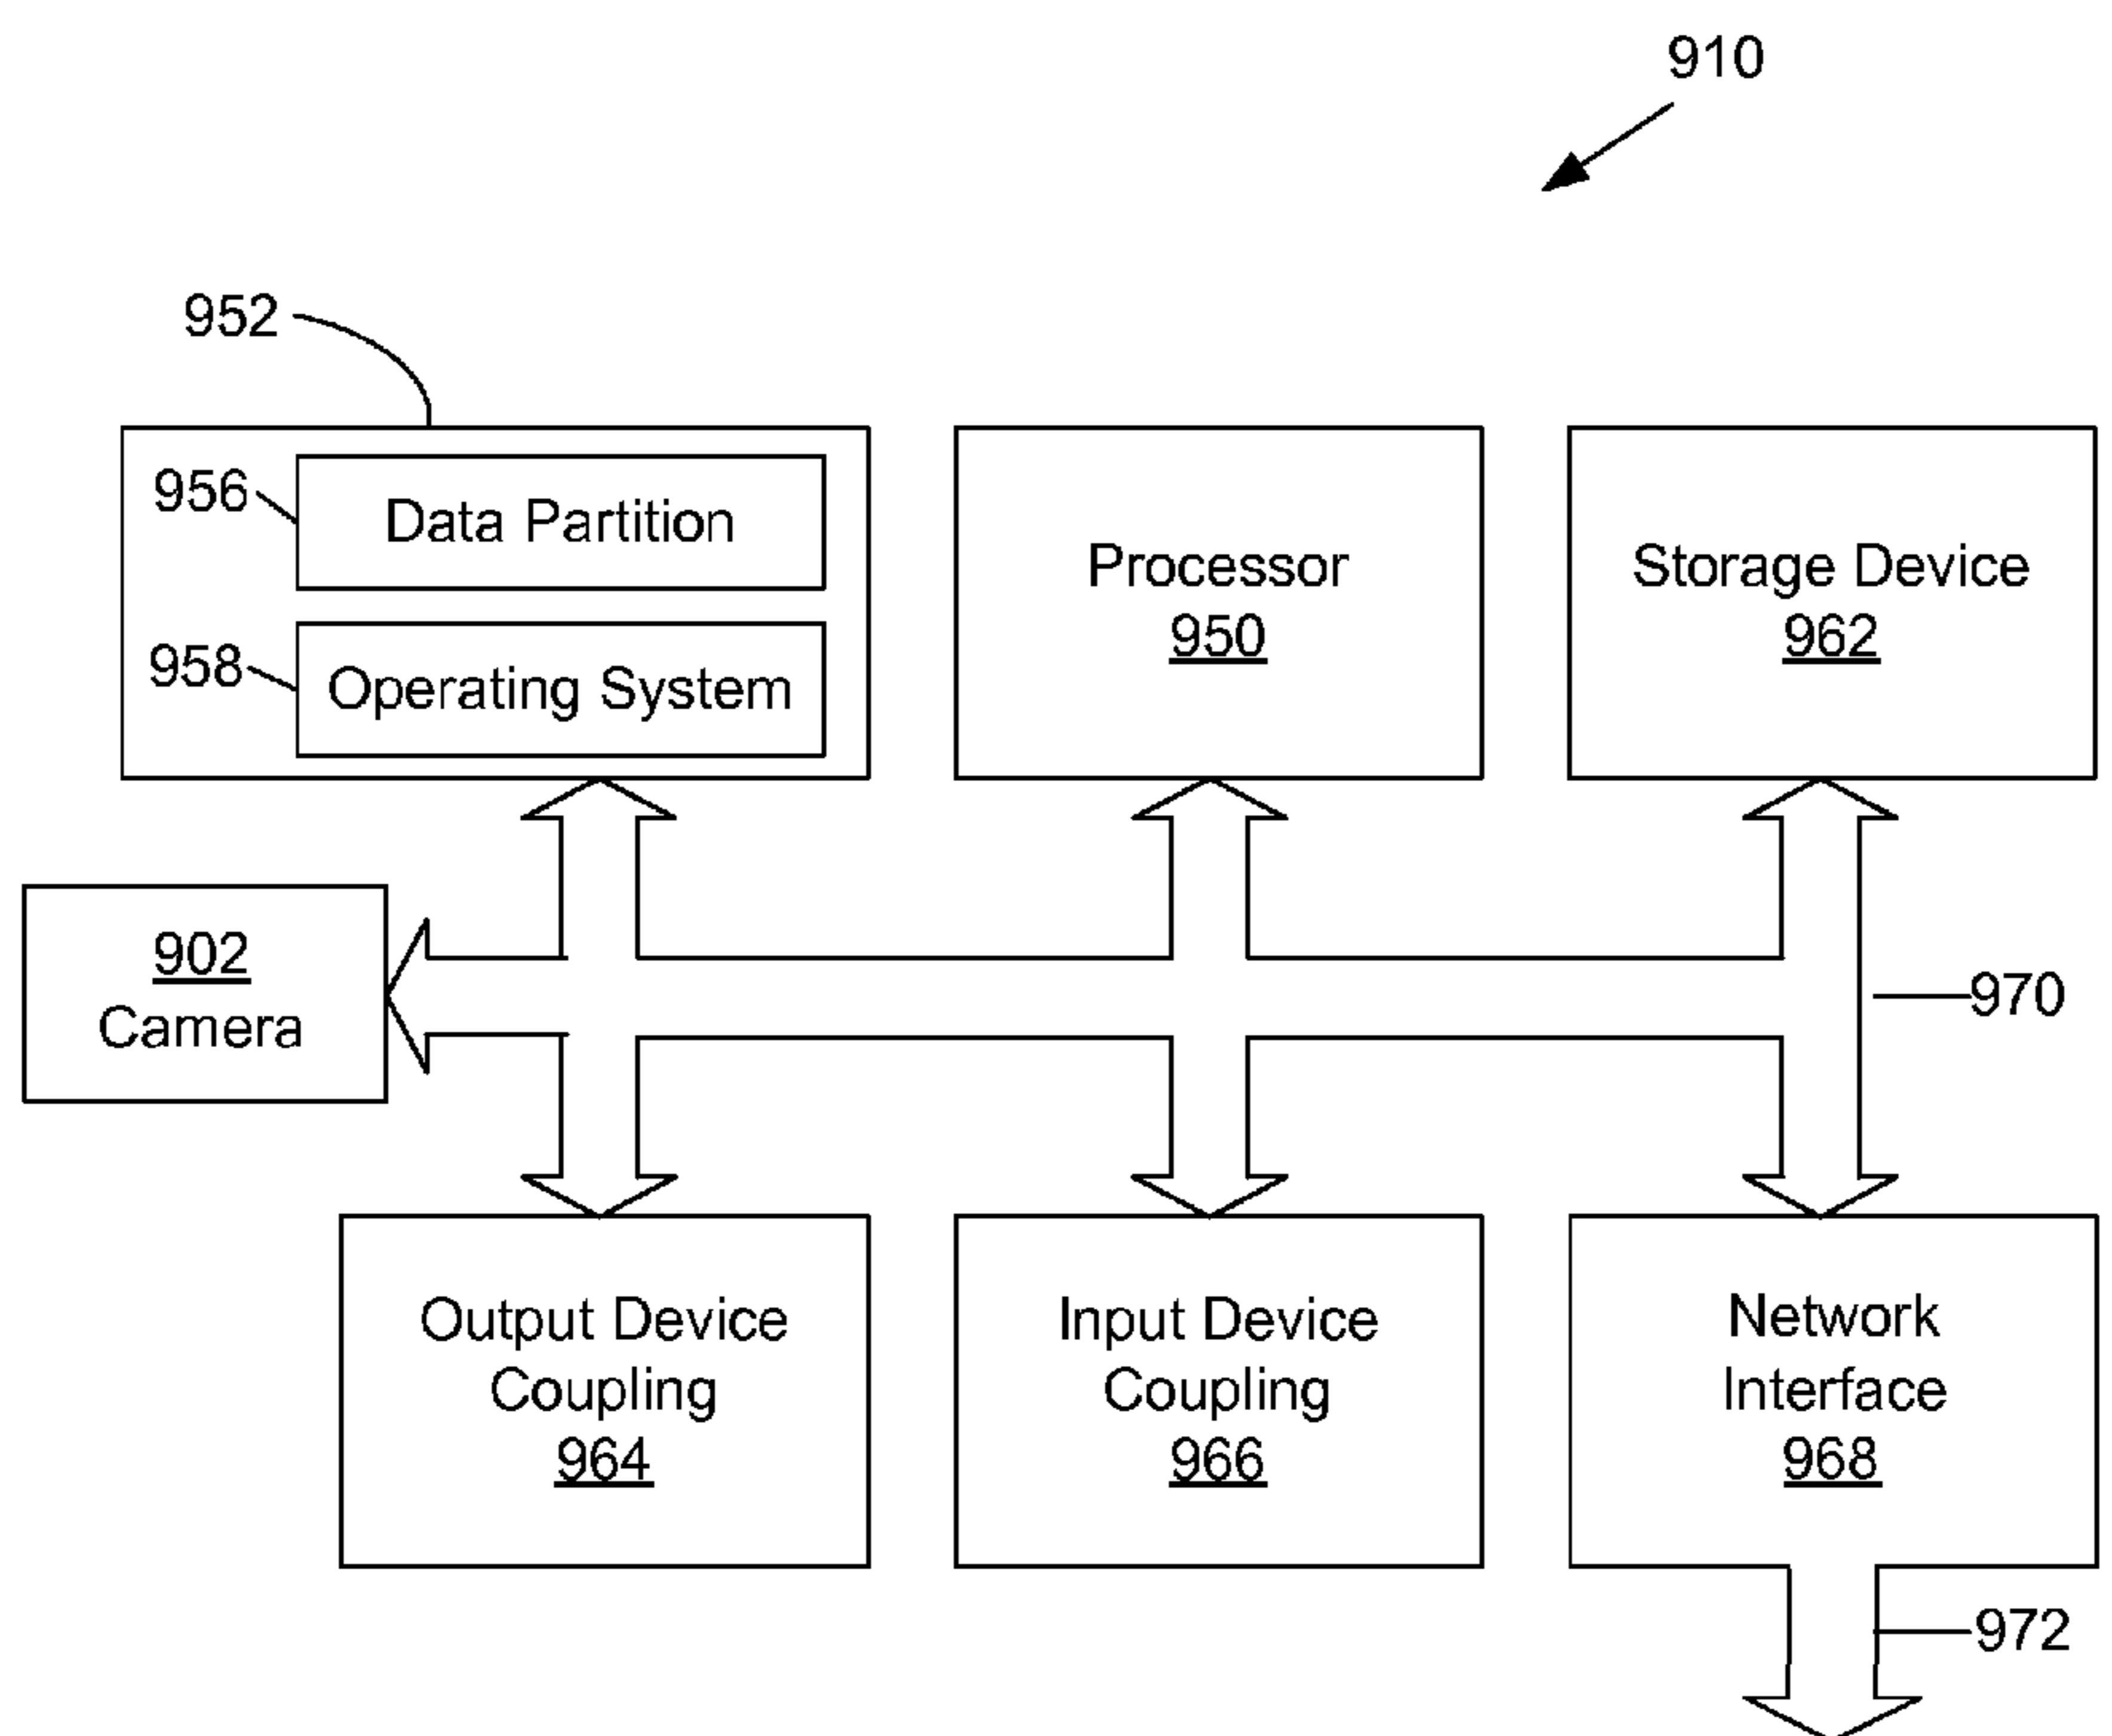 910
952
956
Data Partition
958
Operating System
Processor
950
Storage Device
962
902
Camera
970
Output Device
Coupling
964
Input Device
Coupling
966
Network
Interface
968
972